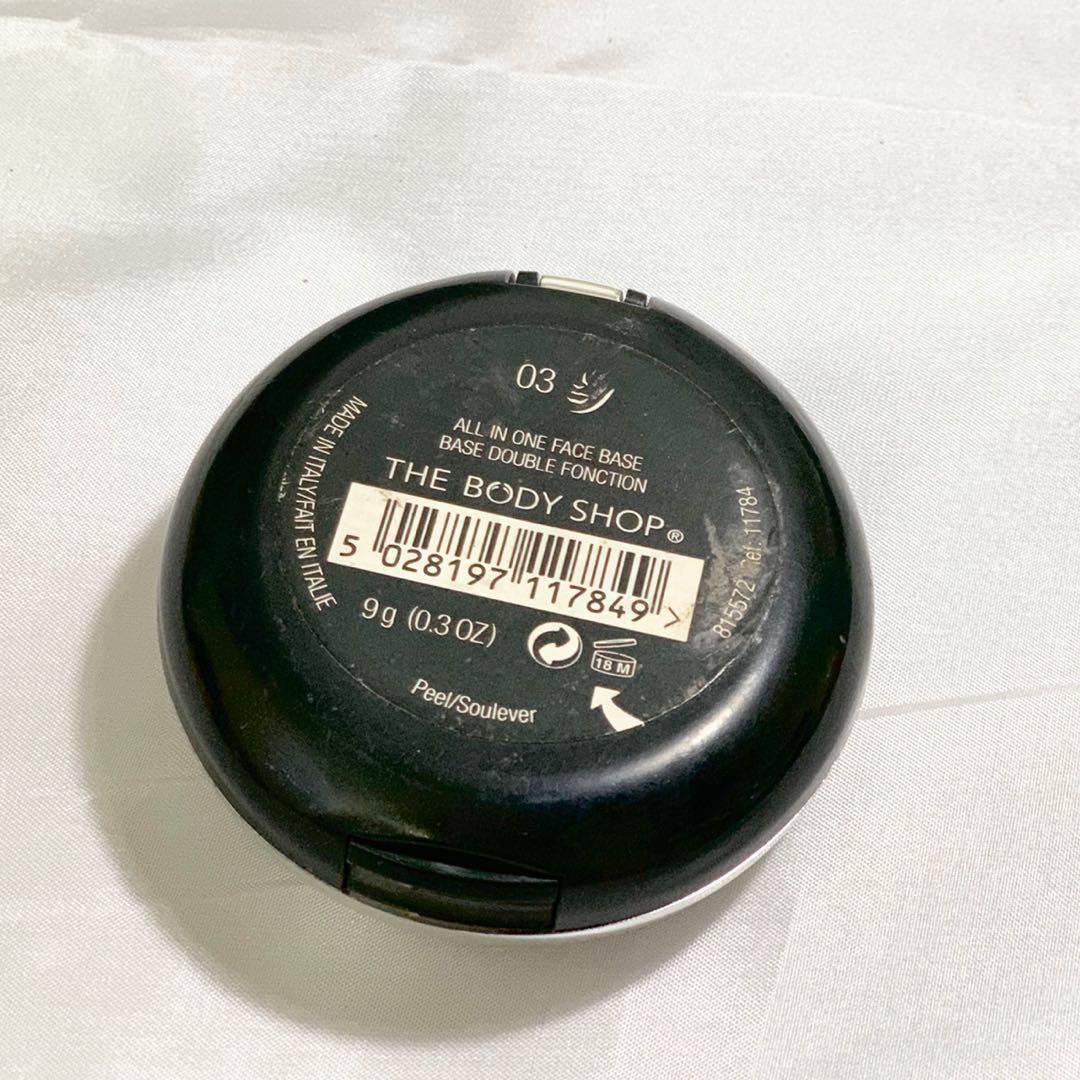 03
ALL IN ONE FACE BASE
BASE DOUBLE FONCTION
THE BODY SHOP®
5 028197 117849 >
9g (0.3 OZ)
18 M
Peel/Soulever
MADE IN ITALY/FAIT EN ITALIE
815572 Ref. 11784